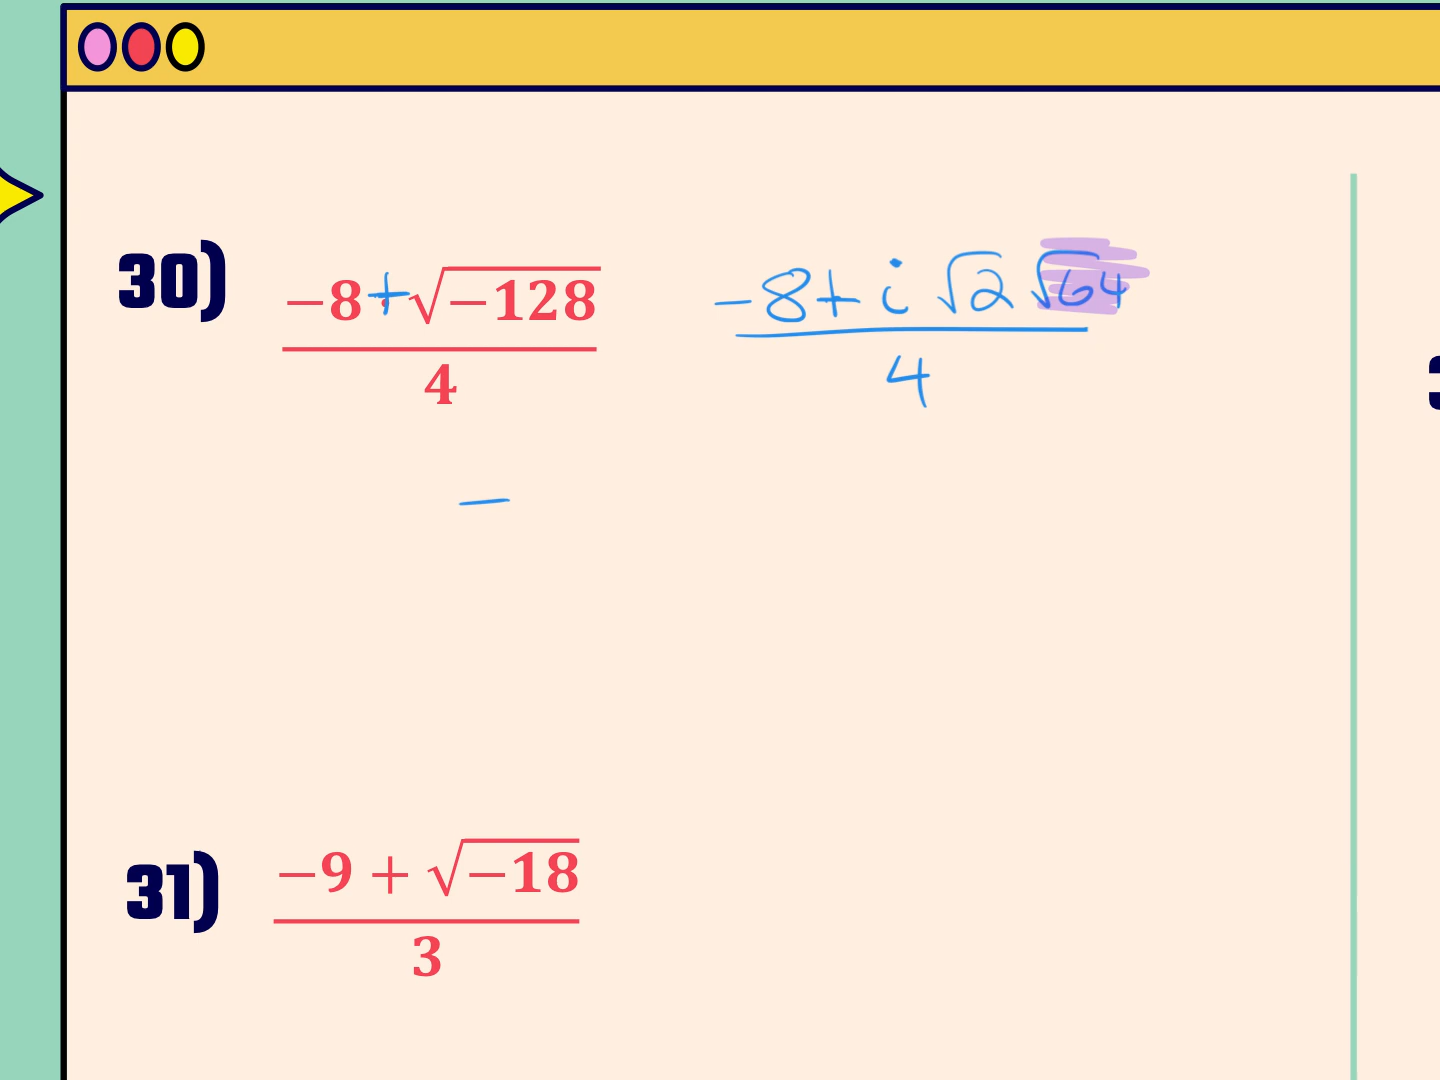 30) (−8 + √−128)/4
(−8 + i √2 √64)/4
−
31) (−9 + √−18)/3